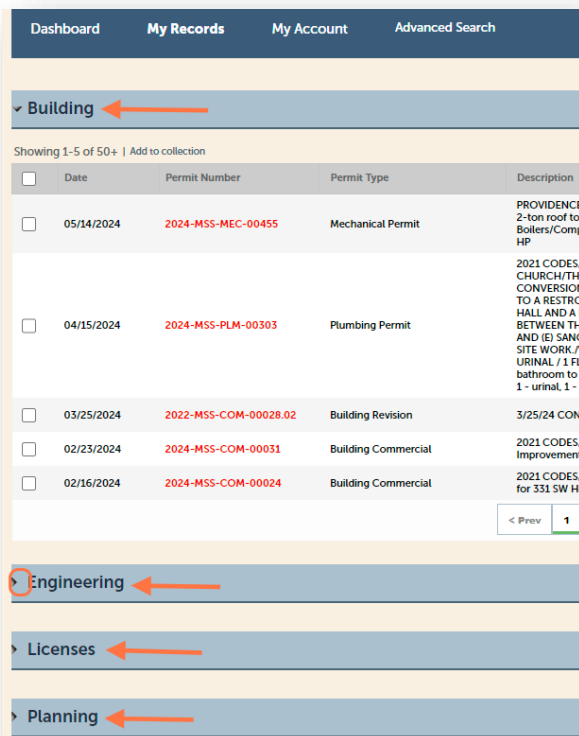 Dashboard My Records My Account Advanced Search
Building
Showing 1-5 of 50+ | Add to collection
Date Permit Number Permit Type Description
05/14/2024 2024-MSS-MEC-00455 Mechanical Permit PROVIDENCE
2-ton roof to
Boilers/Comp
HP
04/15/2024 2024-MSS-PLM-00303 Plumbing Permit 2021 CODES
CHURCH/TH
CONVERSION
TO A RESTRO
HALL AND A
BETWEEN TH
AND (E) SANC
SITE WORK./
URINAL / 1 FL
bathroom to
1 - urinal, 1 -
03/25/2024 2022-MSS-COM-00028.02 Building Revision 3/25/24 CON
02/23/2024 2024-MSS-COM-00031 Building Commercial 2021 CODES
Improvement
02/16/2024 2024-MSS-COM-00024 Building Commercial 2021 CODES
for 331 SW H
< Prev 1
Engineering
Licenses
Planning